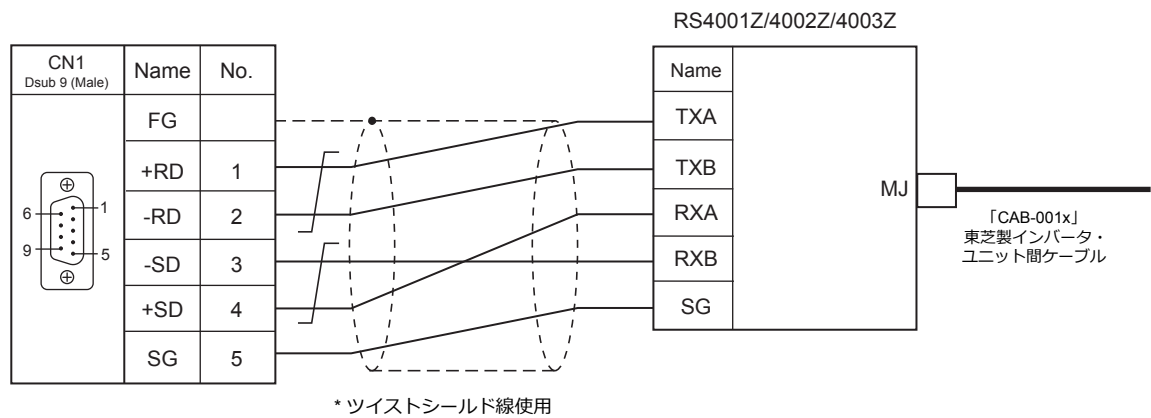 RS4001Z/4002Z/4003Z
CN1
Dsub 9 (Male)
Name
No.
FG
+RD
1
-RD
2
-SD
3
+SD
4
SG
5
6
1
9
5
Name
TXA
TXB
RXA
RXB
SG
MJ
「CAB-001x」
東芝製インバータ・
ユニット間ケーブル
* ツイストシールド線使用